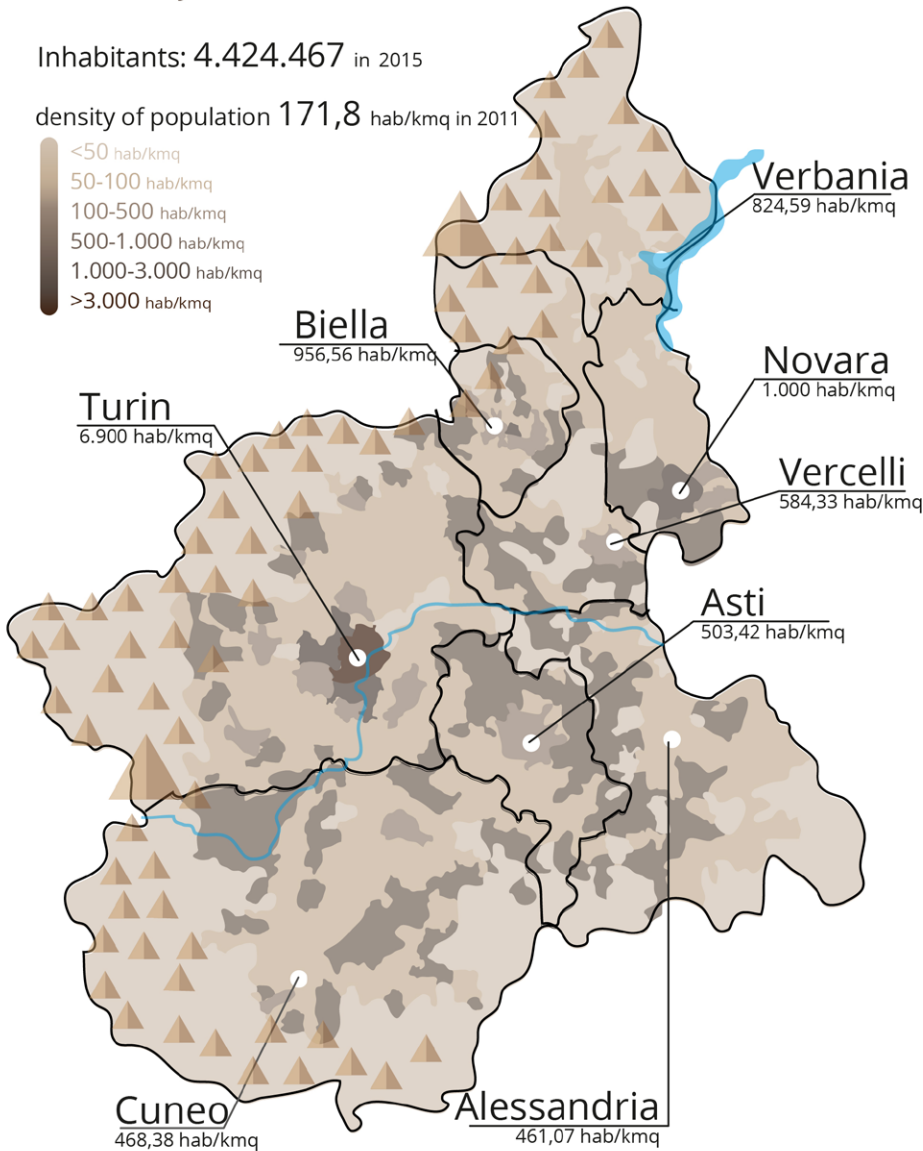 Inhabitants: 4.424.467 in 2015
density of population 171,8 hab/kmq in 2011
<50 hab/kmq
50-100 hab/kmq
100-500 hab/kmq
500-1.000 hab/kmq
1.000-3.000 hab/kmq
>3.000 hab/kmq
Verbania
824,59 hab/kmq
Biella
956,56 hab/kmq
Novara
1.000 hab/kmq
Turin
6.900 hab/kmq
Vercelli
584,33 hab/kmq
Asti
503,42 hab/kmq
Cuneo
468,38 hab/kmq
Alessandria
461,07 hab/kmq